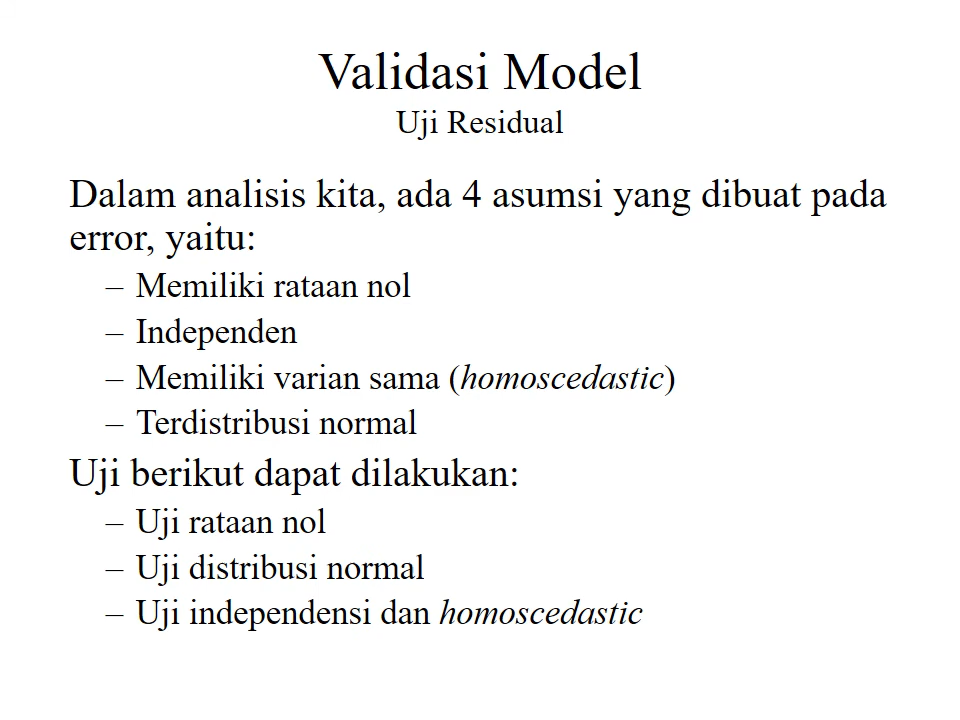 Validasi Model
Uji Residual
Dalam analisis kita, ada 4 asumsi yang dibuat pada
error, yaitu:
– Memiliki rataan nol
– Independen
– Memiliki varian sama (homoscedastic)
– Terdistribusi normal
Uji berikut dapat dilakukan:
– Uji rataan nol
– Uji distribusi normal
– Uji independensi dan homoscedastic